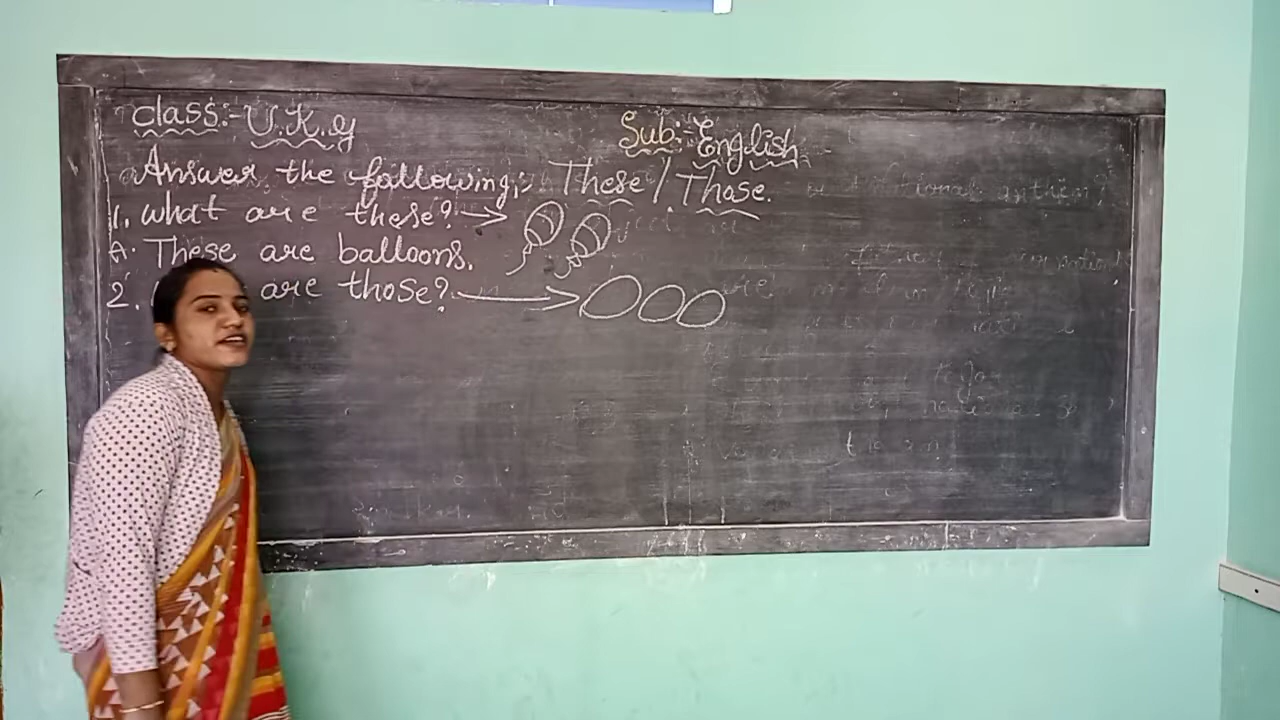 class:- U.K.g
Sub:- English
Answer the following:- These / Those.
1. What are these?
A. These are balloons.
2. are those?